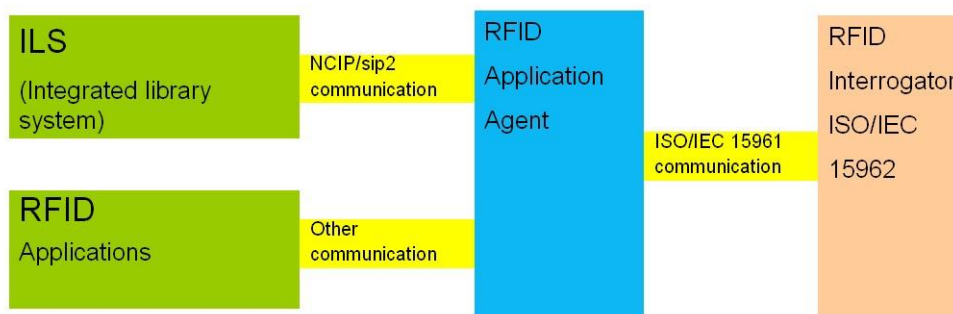 ILS
(Integrated library
system)
NCIP/sip2
communication
RFID
Application
Agent
RFID
Interrogator
ISO/IEC
15962
ISO/IEC 15961
communication
RFID
Applications
Other
communication